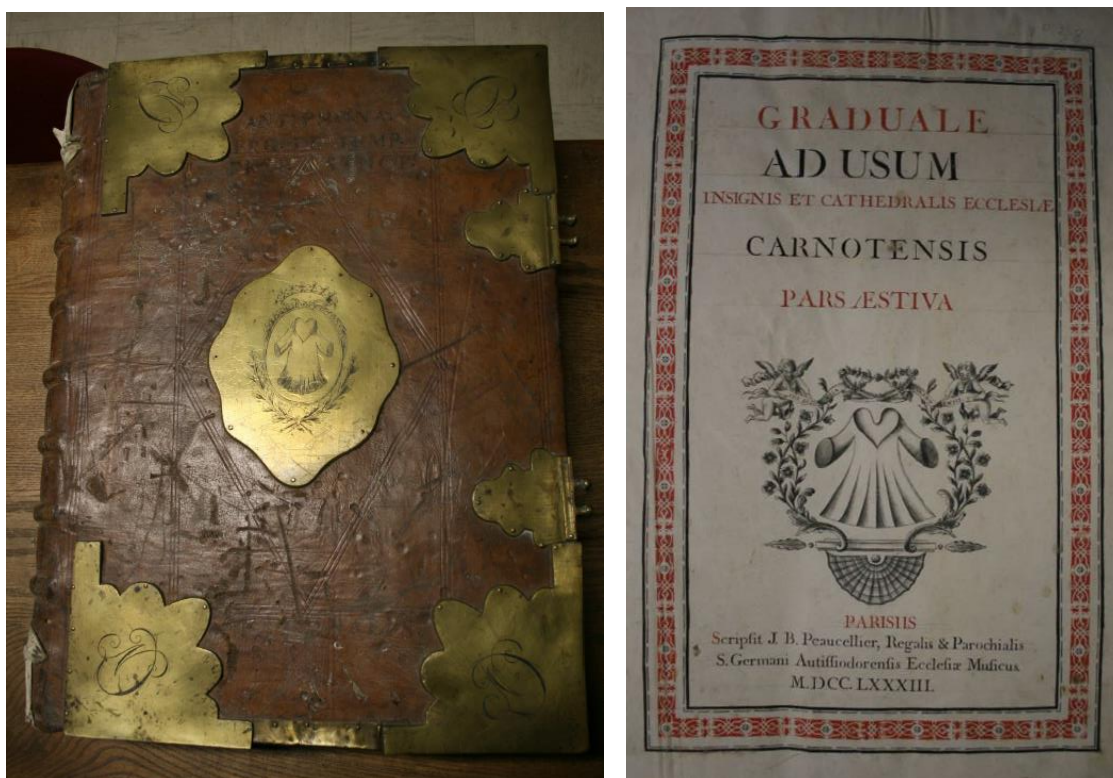 GRADUALE
AD USUM
INSIGNIS ET CATHEDRALIS ECCLESIÆ
CARNOTENSIS
PARS ÆSTIVA
PARISIIS
Scripſit J. B. Peaucellier, Regalis & Parochialis
S. Germani Autiſſiodorenſis Eccleſiæ Muſicus
M.DCC.LXXXIII.